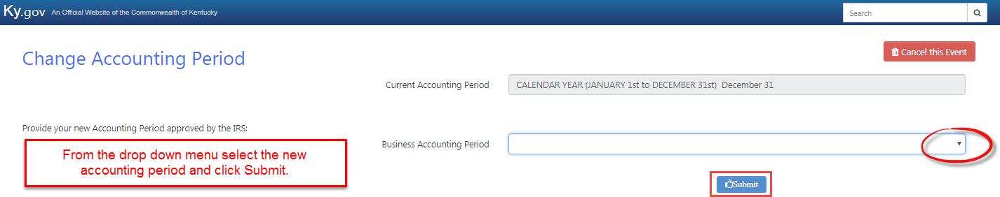 Ky.gov An Official Website of the Commonwealth of Kentucky
Search
Change Accounting Period
Cancel this Event
Current Accounting Period CALENDAR YEAR (JANUARY 1st to DECEMBER 31st) December 31
Provide your new Accounting Period approved by the IRS:
From the drop down menu select the new
accounting period and click Submit.
Business Accounting Period
Submit